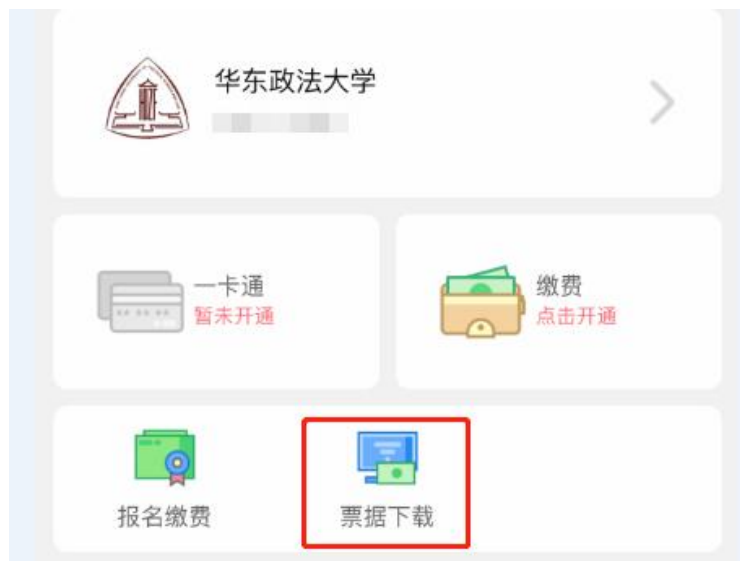 华东政法大学
一卡通
暂未开通
缴费
点击开通
报名缴费
票据下载